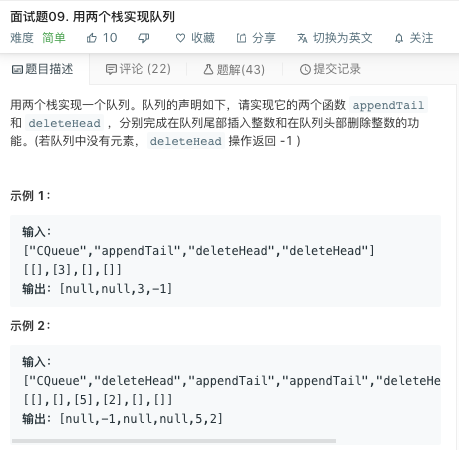 面试题09. 用两个栈实现队列
难度 简单 10 收藏 分享 切换为英文 关注
题目描述 评论 (22) 题解(43) 提交记录
用两个栈实现一个队列。队列的声明如下，请实现它的两个函数 appendTail
和 deleteHead ，分别完成在队列尾部插入整数和在队列头部删除整数的功
能。(若队列中没有元素，deleteHead 操作返回 -1 )
示例 1：
输入：
["CQueue","appendTail","deleteHead","deleteHead"]
[[],[3],[],[]]
输出：[null,null,3,-1]
示例 2：
输入：
["CQueue","deleteHead","appendTail","appendTail","deleteHe
[[],[],[5],[2],[],[]]
输出：[null,-1,null,null,5,2]